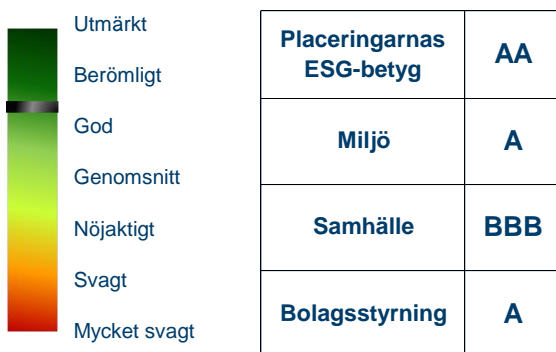 Utmärkt
Berömligt
God
Genomsnitt
Nöjaktigt
Svagt
Mycket svagt
Placeringarnas
ESG-betyg
AA
Miljö
A
Samhälle
BBB
Bolagsstyrning
A